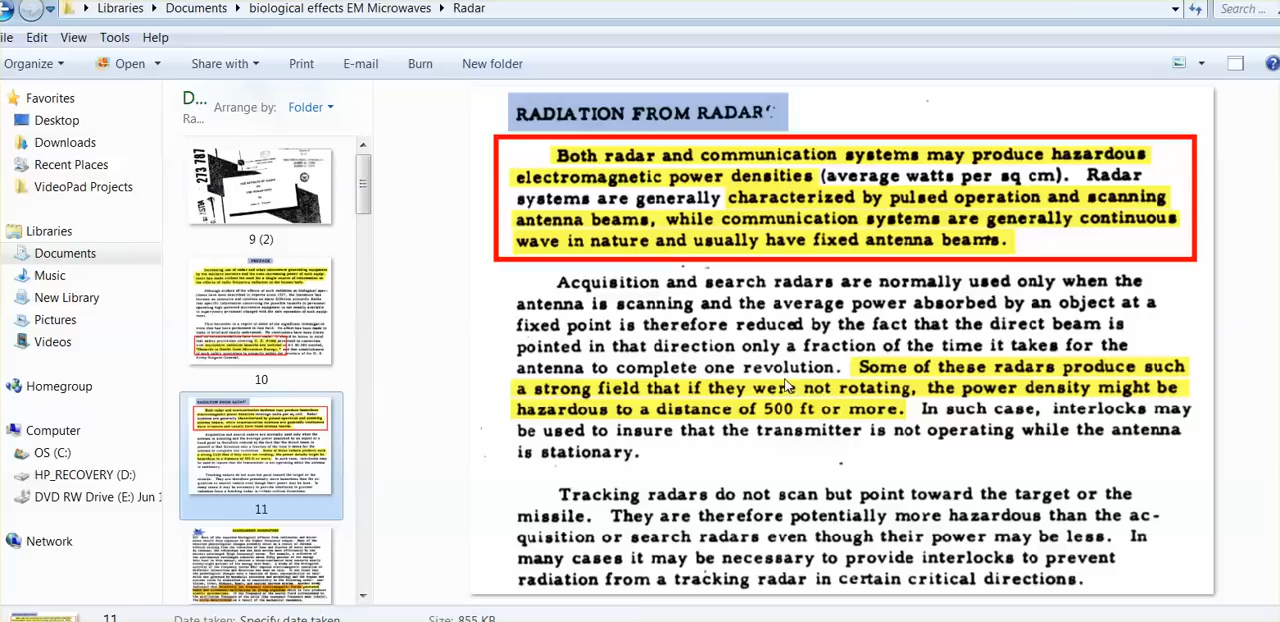 Libraries Documents biological effects EM Microwaves Radar Search ...
ile Edit View Tools Help
Organize Open Share with Print E-mail Burn New folder
Favorites
Desktop
Downloads
Recent Places
VideoPad Projects
Libraries
Documents
Music
New Library
Pictures
Videos
Homegroup
Computer
OS (C:)
HP_RECOVERY (D:)
DVD RW Drive (E:) Jun 1
Network
D... Arrange by: Folder
Ra...
273 787
9 (2)
PREFACE
10
RADIATION FROM RADAR
11
RADIATION FROM RADAR
Both radar and communication systems may produce hazardous
electromagnetic power densities (average watts per sq cm). Radar
systems are generally characterized by pulsed operation and scanning
antenna beams, while communication systems are generally continuous
wave in nature and usually have fixed antenna beams.
Acquisition and search radars are normally used only when the
antenna is scanning and the average power absorbed by an object at a
fixed point is therefore reduced by the fact that the direct beam is
pointed in that direction only a fraction of the time it takes for the
antenna to complete one revolution. Some of these radars produce such
a strong field that if they were not rotating, the power density might be
hazardous to a distance of 500 ft or more. In such case, interlocks may
be used to insure that the transmitter is not operating while the antenna
is stationary.
Tracking radars do not scan but point toward the target or the
missile. They are therefore potentially more hazardous than the ac-
quisition or search radars even though their power may be less. In
many cases it may be necessary to provide interlocks to prevent
radiation from a tracking radar in certain critical directions.
11 Date taken: Specify date taken Size: 855 KB